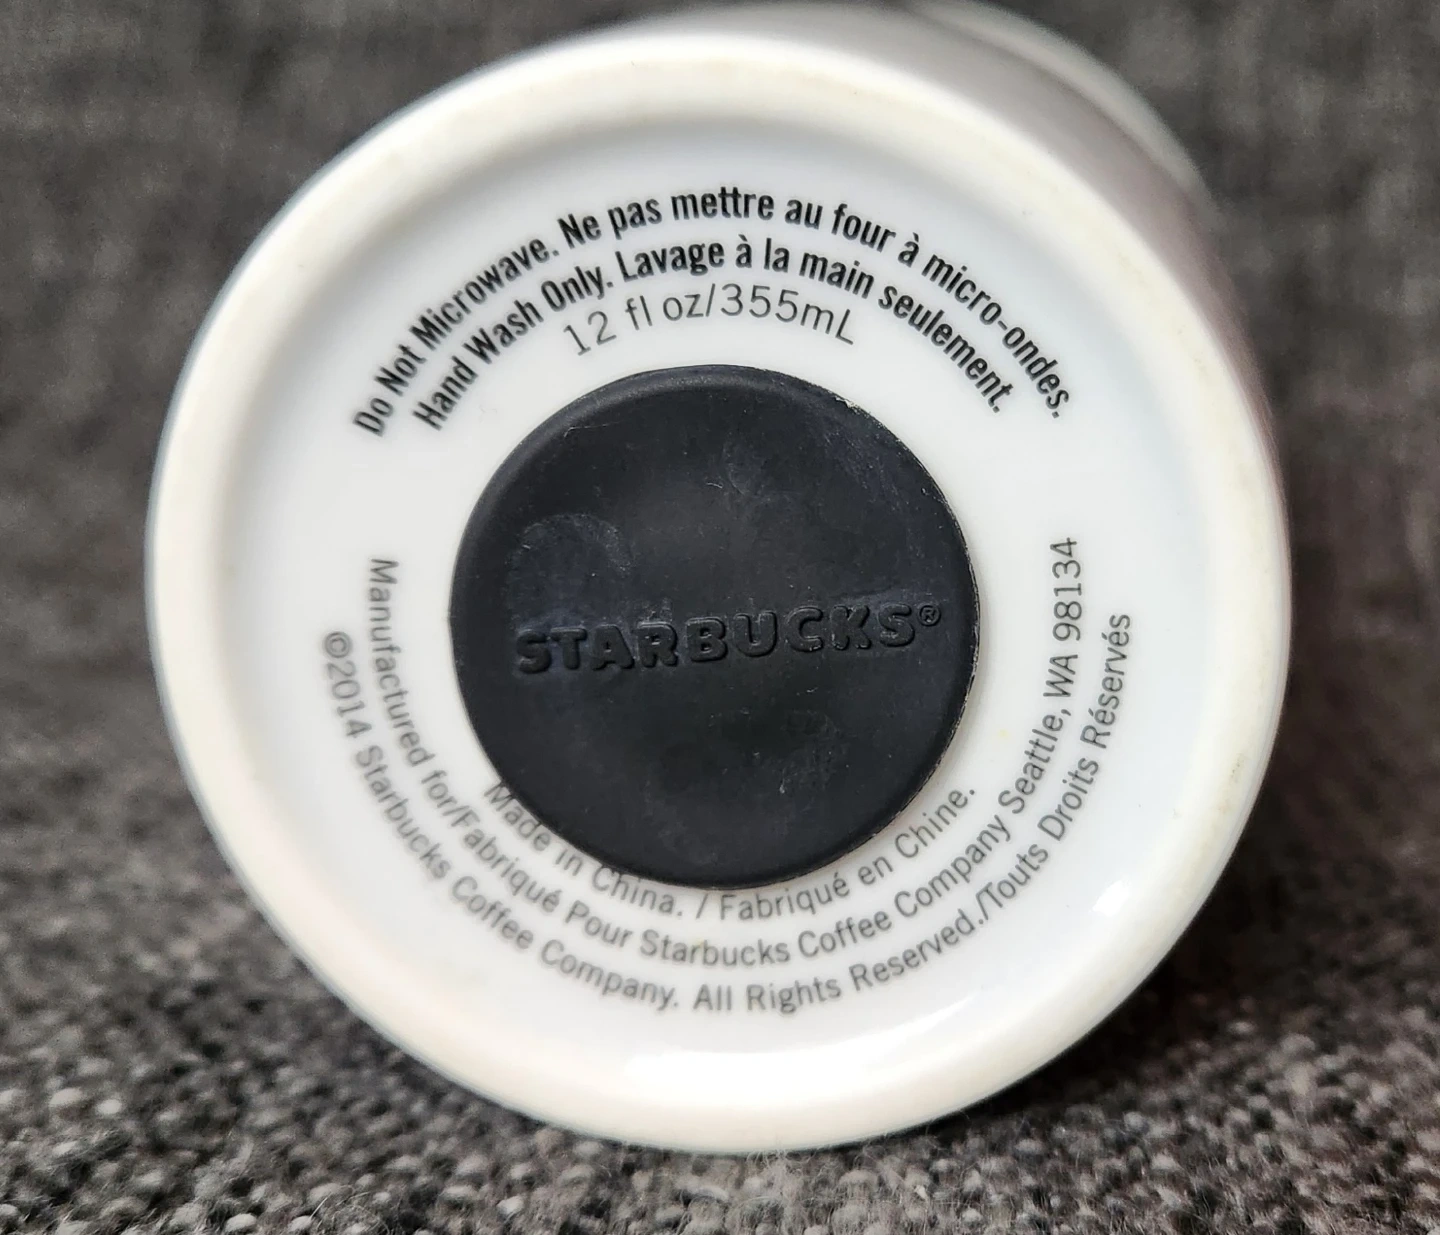 Do Not Microwave. Ne pas mettre au four à micro-ondes.
Hand Wash Only. Lavage à la main seulement.
12 fl oz/355mL
STARBUCKS®
Made in China. / Fabriqué en Chine.
Manufactured for/Fabriqué Pour Starbucks Coffee Company Seattle, WA 98134
©2014 Starbucks Coffee Company. All Rights Reserved./Touts Droits Réservés